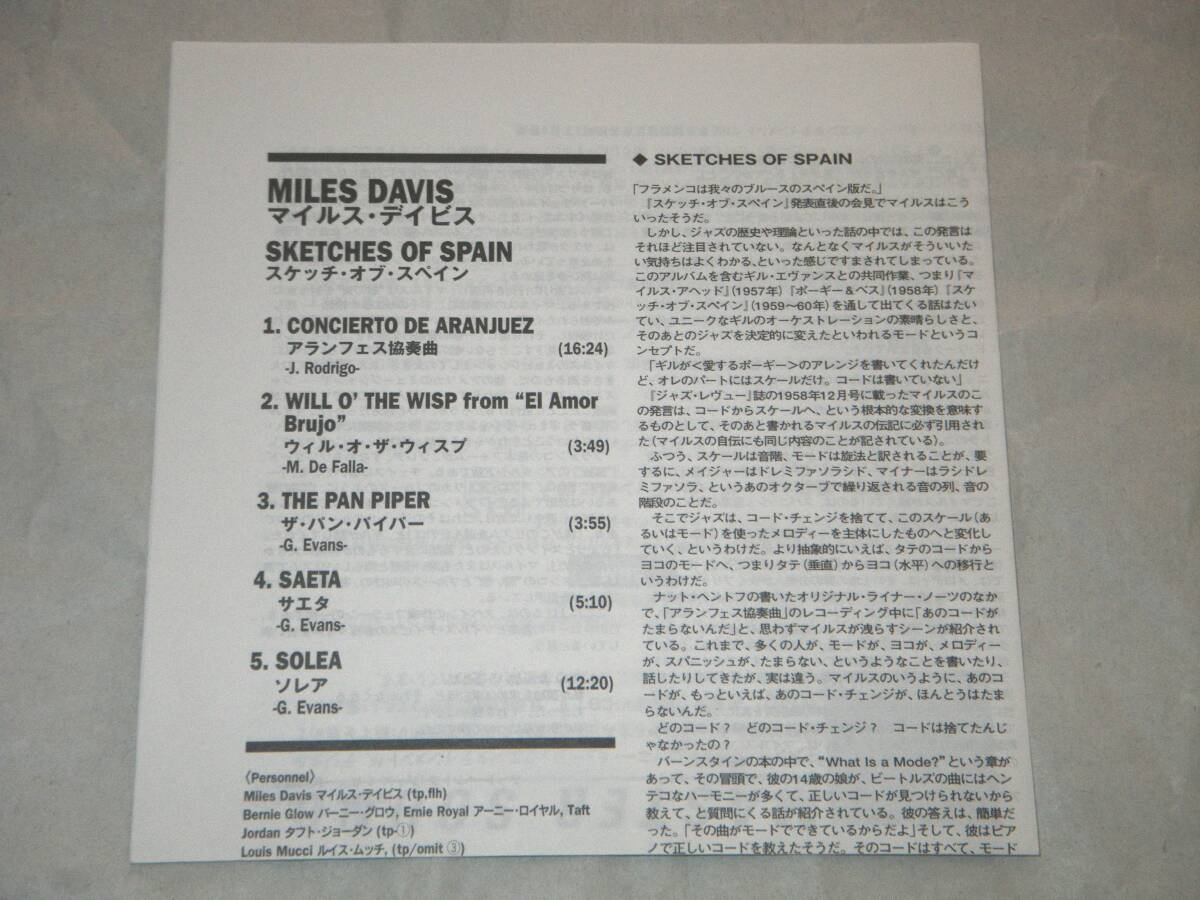 MILES DAVIS
マイルス・デイビス
SKETCHES OF SPAIN
スケッチ・オブ・スペイン
1. CONCIERTO DE ARANJUEZ
アランフェス協奏曲 (16:24)
-J. Rodrigo-
2. WILL O' THE WISP from “El Amor
Brujo”
ウィル・オ・ザ・ウィスプ (3:49)
-M. De Falla-
3. THE PAN PIPER
ザ・パン・パイパー (3:55)
-G. Evans-
4. SAETA
サエタ (5:10)
-G. Evans-
5. SOLEA
ソレア (12:20)
-G. Evans-
〈Personnel〉
Miles Davis マイルス・デイビス (tp,flh)
Bernie Glow バーニー・グロウ, Ernie Royal アーニー・ロイヤル, Taft
Jordan タフト・ジョーダン (tp-①)
Louis Mucci ルイス・ムッチ, (tp/omit ③)
◆ SKETCHES OF SPAIN
「フラメンコは我々のブルースのスペイン版だ。」
『スケッチ・オブ・スペイン』発表直後の会見でマイルスはこう
いったそうだ。
しかし、ジャズの歴史や理論といった話の中では、この発言は
それほど注目されていない。なんとなくマイルスがそういいた
い気持ちはよくわかる、といった感じですまされてしまっている。
このアルバムを含むギル・エヴァンスとの共同作業、つまり『マ
イルス・アヘッド』(1957年)『ポーギー&ベス』(1958年)『スケ
ッチ・オブ・スペイン』(1959〜60年)を通して出てくる話はたい
てい、ユニークなギルのオーケストレーションの素晴らしさと、
そのあとのジャズを決定的に変えたといわれるモードというコ
ンセプトだ。
「ギルが<愛するポーギー>のアレンジを書いてくれたんだけ
ど、オレのパートにはスケールだけ。コードは書いていない」
『ジャズ・レヴュー』誌の1958年12月号に載ったマイルスのこ
の発言は、コードからスケールへ、という根本的な変換を意味す
るものとして、そのあと書かれるマイルスの伝記に必ず引用され
た(マイルスの自伝にも同じ内容のことが記されている)。
ふつう、スケールは音階、モードは旋法と訳されることが、要
するに、メイジャーはドレミファソラシド、マイナーはラシドレ
ミファソラ、というあのオクターブで繰り返される音の列、音の
階段のことだ。
そこでジャズは、コード・チェンジを捨てて、このスケール(あ
るいはモード)を使ったメロディーを主体にしたものへと変化し
ていく、というわけだ。より抽象的にいえば、タテのコードから
ヨコのモードへ、つまりタテ(垂直)からヨコ(水平)への移行と
いうわけだ。
ナット・ヘントフの書いたオリジナル・ライナー・ノーツのなか
で、「アランフェス協奏曲」のレコーディング中に「あのコードが
たまらないんだ」と、思わずマイルスが洩らすシーンが紹介され
ている。これまで、多くの人が、モードが、ヨコが、メロディー
が、スパニッシュが、たまらない、というようなことを書いたり、
話したりしてきたが、実は違う。マイルスのいうように、あのコ
ードが、もっといえば、あのコード・チェンジが、ほんとうはたま
らないんだ。
どのコード? どのコード・チェンジ? コードは捨てたんじ
ゃなかったの?
バーンスタインの本の中で、“What Is a Mode?”という章が
あって、その冒頭で、彼の14歳の娘が、ビートルズの曲にはヘン
テコなハーモニーが多くて、正しいコードが見つけられないから
教えて、と質問にくる話が紹介されている。彼の答えは、簡単だ
った。「その曲がモードでできているからだよ」そして、彼はピア
ノで正しいコードを教えたそうだ。そのコードはすべて、モード